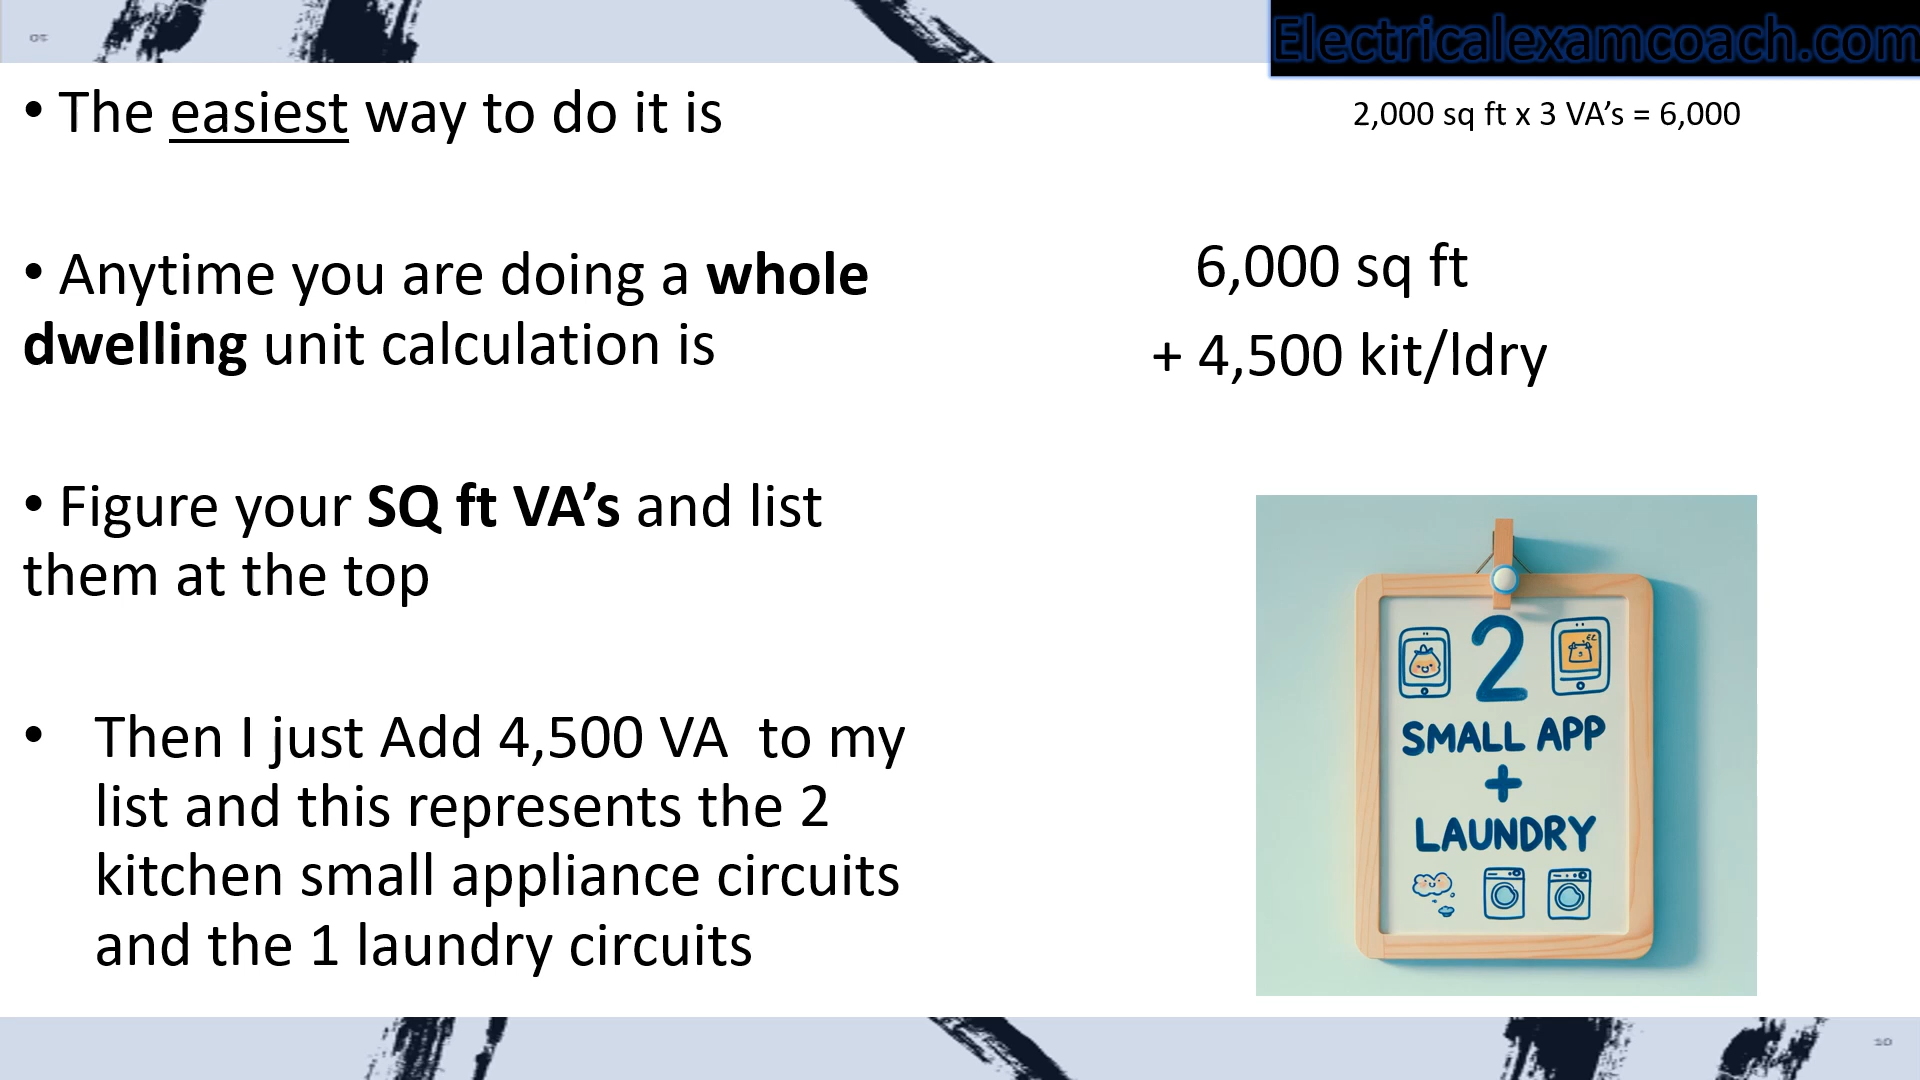 Electricalexamcoach.com
• The easiest way to do it is
2,000 sq ft x 3 VA’s = 6,000
• Anytime you are doing a whole
dwelling unit calculation is
6,000 sq ft
+ 4,500 kit/ldry
• Figure your SQ ft VA’s and list
them at the top
• Then I just Add 4,500 VA  to my
list and this represents the 2
kitchen small appliance circuits
and the 1 laundry circuits
2
SMALL APP
+
LAUNDRY